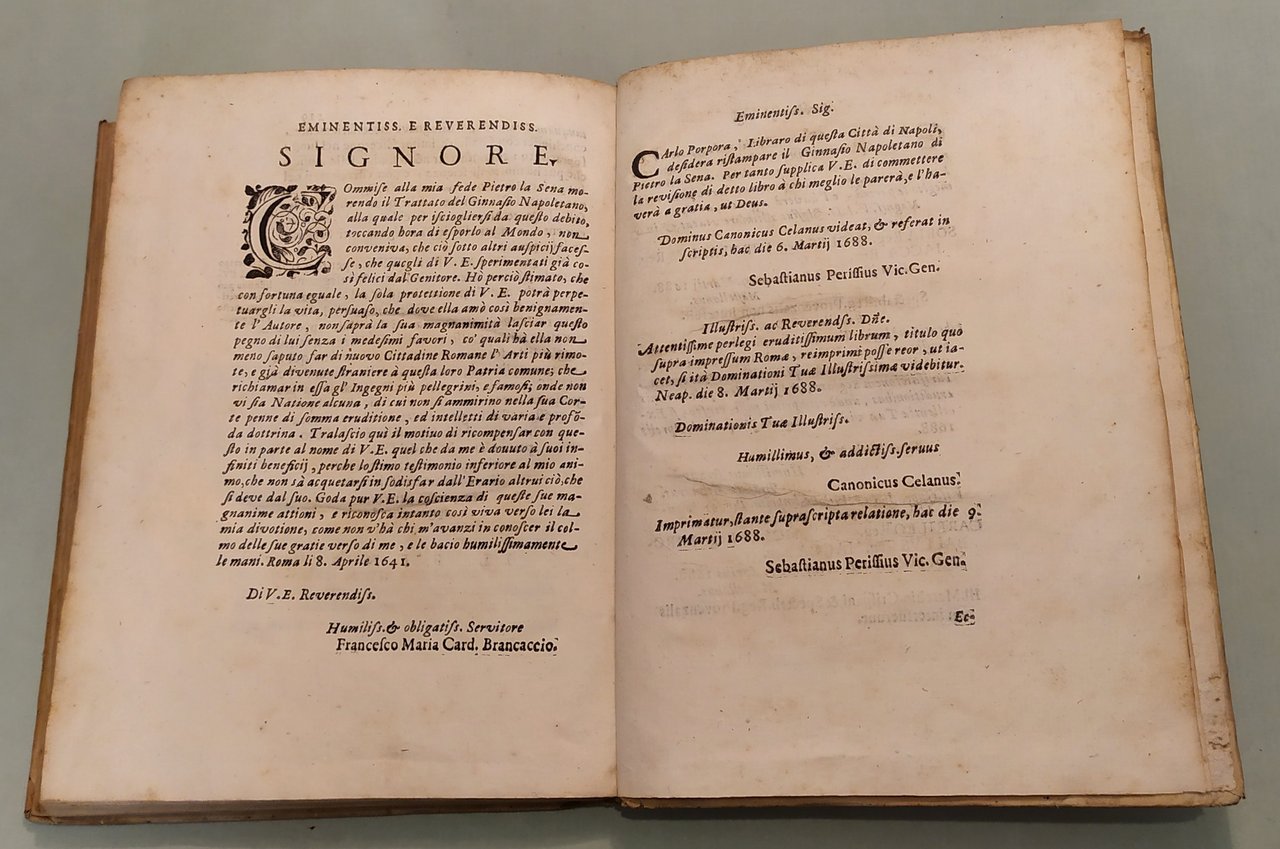 EMINENTISS. E REVERENDISS.
SIGNORE,
COmmise alla mia fede Pietro la Sena mo-
rendo il Trattato del Ginnasio Napoletano,
alla quale per isciogliersi da questo debito,
toccando hora di esporlo al Mondo, non
conveniva, che ciò sotto altri auspicij faces-
se, che quegli di V. E. sperimentati già co-
sì felici dal Genitore. Hò perciò stimato, che
con fortuna eguale, la sola protettione di V. E. potrà perpe-
tuargli la vita, persuaso, che dove ella amò così benignamen-
te l' Autore, non saprà la sua magnanimità lasciar questo
pegno di lui senza i medesimi favori, co' quali hà ella non
meno saputo far di nuovo Cittadine Romane l' Arti più rimo-
te, e già divenute straniere à questa loro Patria comune; che
richiamar in essa gl' Ingegni più pellegrini, e famosi; onde non
vi sia Natione alcuna, di cui non si ammirino nella sua Cor-
te penne di somma eruditione, ed intelletti di varia e profõ-
da dottrina. Tralascio quì il motivo di ricompensar con que-
sto in parte al nome di V. E. quel che da me è dovuto à suoi in-
finiti beneficij, perche lo stimo testimonio inferiore al mio ani-
mo, che non sà acquetarsi in sodisfar dall' Erario altrui ciò, che
si deve dal suo. Goda pur V.E. la coscienza di queste sue ma-
gnanime attioni, e riconosca intanto così viva verso lei la
mia divotione, come non v'hà chi m'avanzi in conoscer il col-
mo delle sue gratie verso di me, e le bacio humilissimamente
le mani. Roma li 8. Aprile 1641.
Di V.E. Reverendiss.
Humiliss. & obligatiss. Servitore
Francesco Maria Card. Brancaccio.
Eminentiss. Sig.
CArlo Porpora, Libraro di questa Città di Napoli,
desidera ristampare il Ginnasio Napoletano di
Pietro la Sena. Per tanto supplica V.E. di commettere
la revisione di detto libro à chi meglio le parerà, e l'ha-
verà a gratia, ut Deus.
Dominus Canonicus Celanus videat, & referat in
scriptis, hac die 6. Martij 1688.
Sebastianus Perissius Vic. Gen.
Illustriss. ac Reverendss. Dñe.
Attentissime perlegi eruditissimum librum, titulo quò
supra impressum Romæ, reimprimi posse reor, ut ia-
cet, si ità Dominationi Tuæ Illustrissimæ videbitur.
Neap. die 8. Martij 1688.
Dominationis Tuæ Illustriss.
Humillimus, & addictiss. servus
Canonicus Celanus.
Imprimatur, stante suprascripta relatione, hac die 9.
Martij 1688.
Sebastianus Perissius Vic. Gen.
Ec-